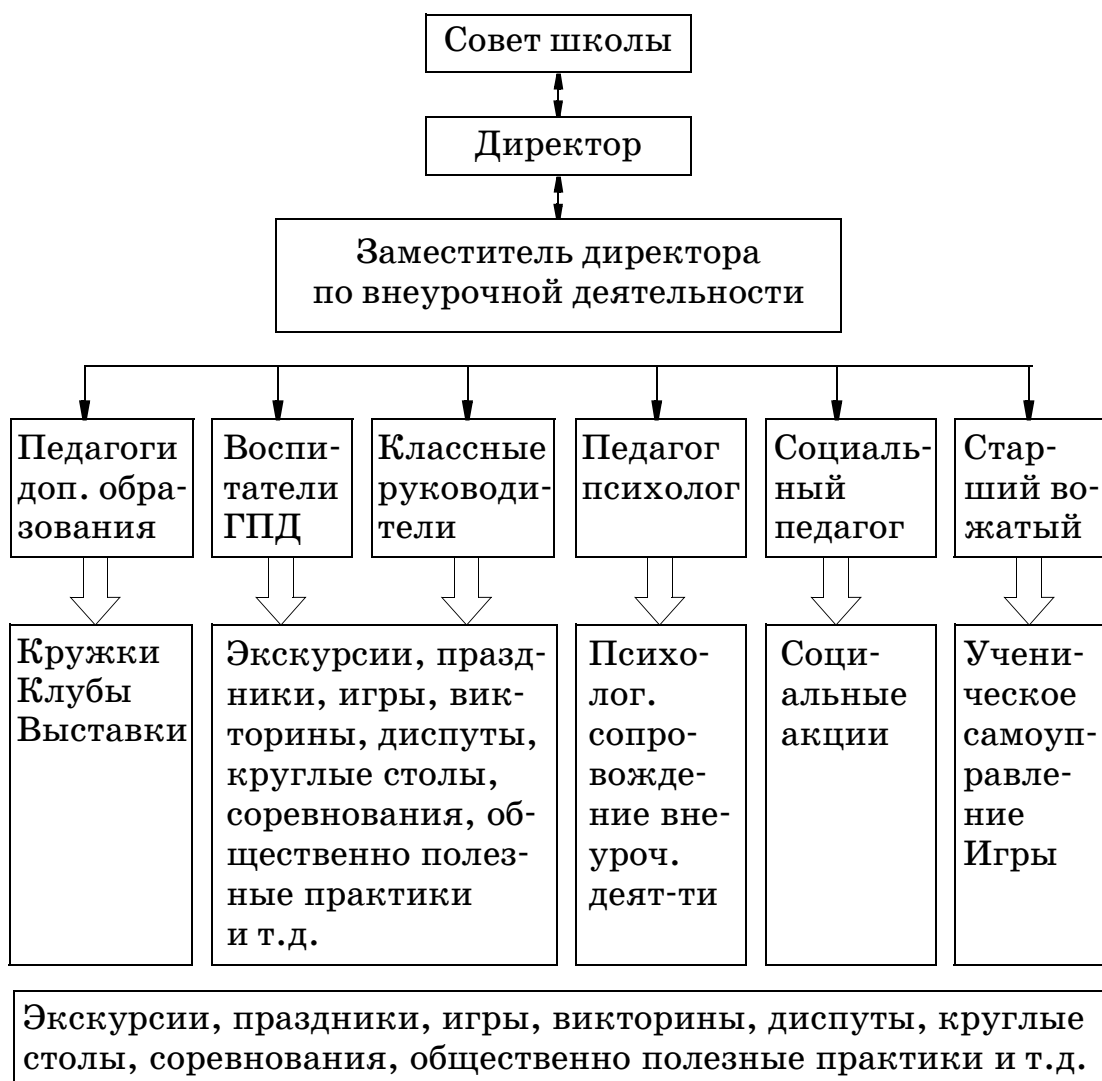 Совет школы
Директор
Заместитель директора
по внеурочной деятельности
Педагоги
доп. обра-
зования
Воспи-
татели
ГПД
Классные
руководи-
тели
Педагог
психолог
Социаль-
ный
педагог
Стар-
ший во-
жатый
Кружки
Клубы
Выставки
Экскурсии, празд-
ники, игры, вик-
торины, диспуты,
круглые столы,
соревнования, об-
щественно полез-
ные практики
и т.д.
Психо-
лог.
сопро-
вожде-
ние вне-
уроч.
деят-ти
Соци-
альные
акции
Учени-
ческое
самоуп-
равле-
ние
Игры
Экскурсии, праздники, игры, викторины, диспуты, круглые
столы, соревнования, общественно полезные практики и т.д.